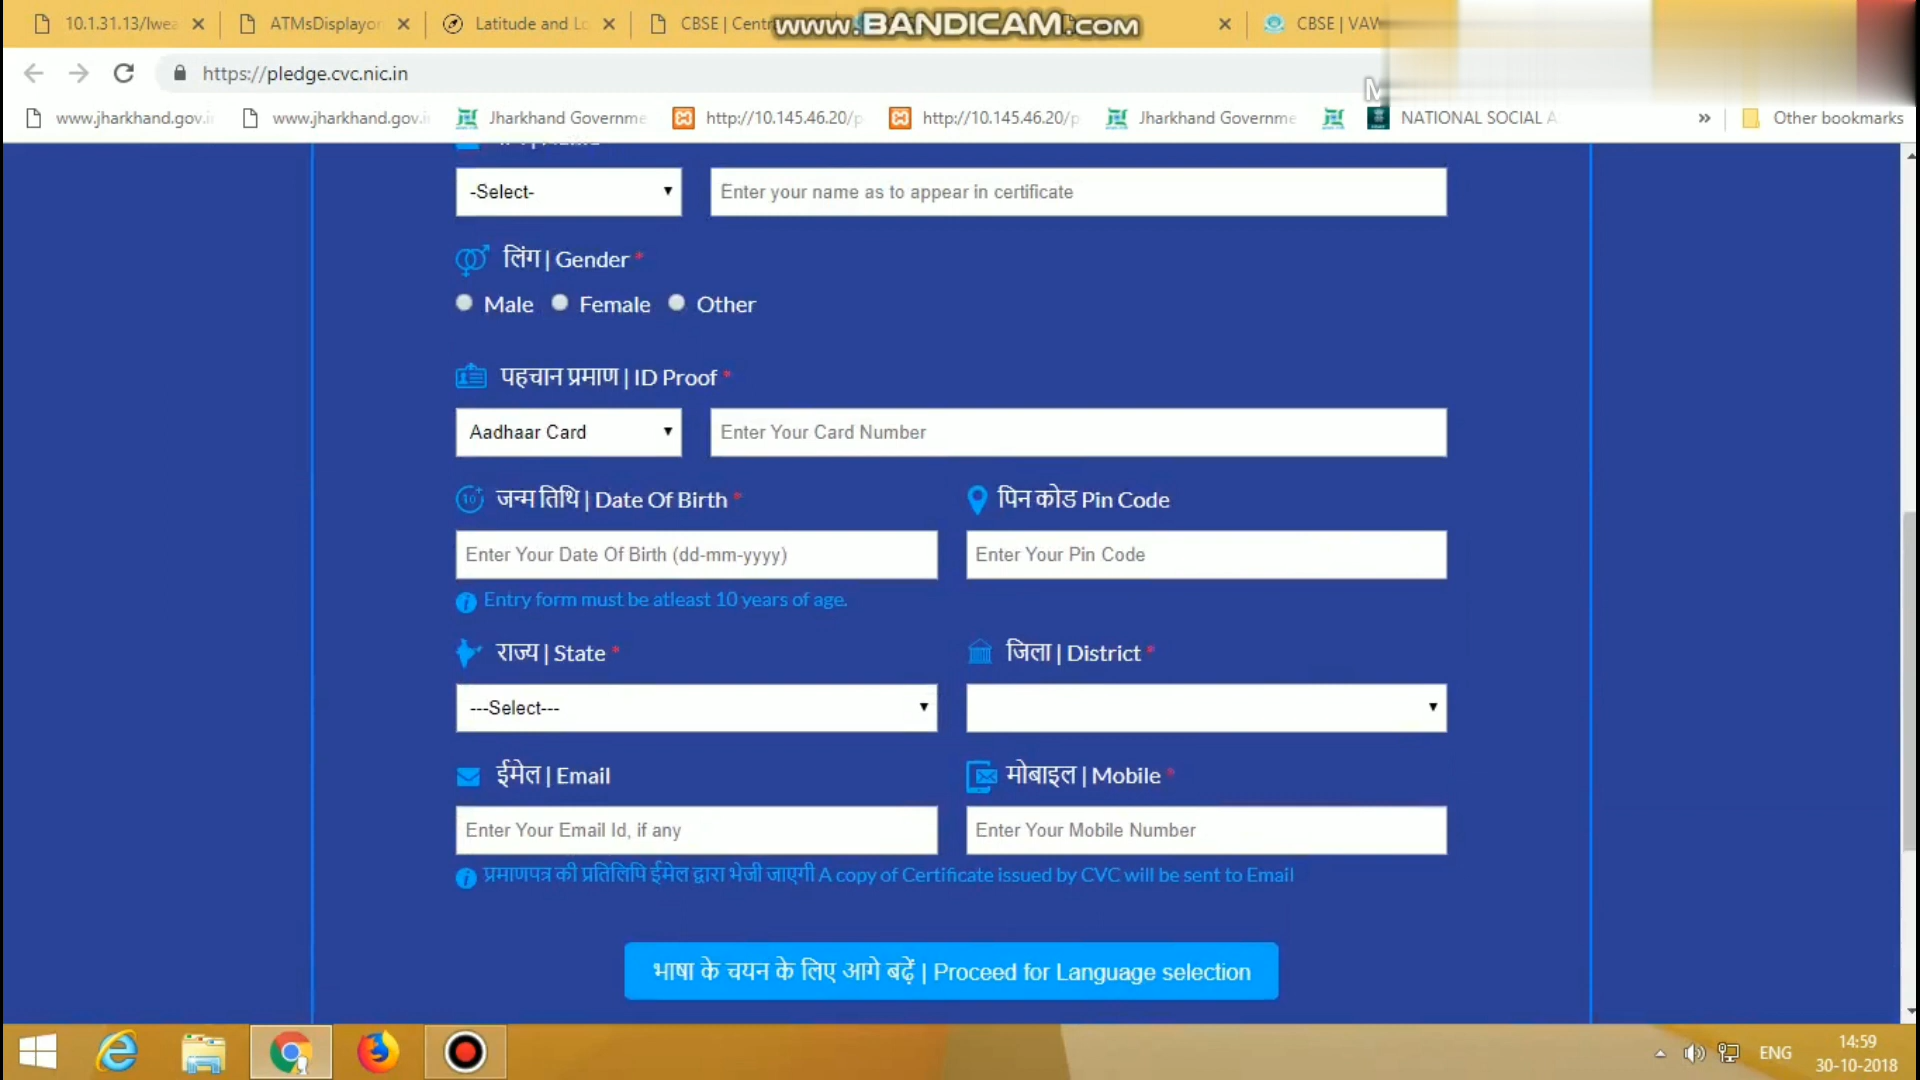 10.1.31.13/lwea
ATMsDisplayon
Latitude and Lo
CBSE | Centr
www.BANDICAM.com
CBSE | VAW
https://pledge.cvc.nic.in
M
www.jharkhand.gov.i
www.jharkhand.gov.i
Jharkhand Governme
http://10.145.46.20/p
http://10.145.46.20/p
Jharkhand Governme
NATIONAL SOCIAL A
»
Other bookmarks
-Select-
Enter your name as to appear in certificate
लिंग | Gender *
Male Female Other
पहचान प्रमाण | ID Proof *
Aadhaar Card
Enter Your Card Number
जन्म तिथि | Date Of Birth *
पिन कोड Pin Code
Enter Your Date Of Birth (dd-mm-yyyy)
Enter Your Pin Code
Entry form must be atleast 10 years of age.
राज्य | State *
जिला | District *
---Select---
ईमेल | Email
मोबाइल | Mobile *
Enter Your Email Id, if any
Enter Your Mobile Number
प्रमाणपत्र की प्रतिलिपि ईमेल द्वारा भेजी जाएगी A copy of Certificate issued by CVC will be sent to Email
भाषा के चयन के लिए आगे बढ़ें | Proceed for Language selection
ENG
14:59
30-10-2018